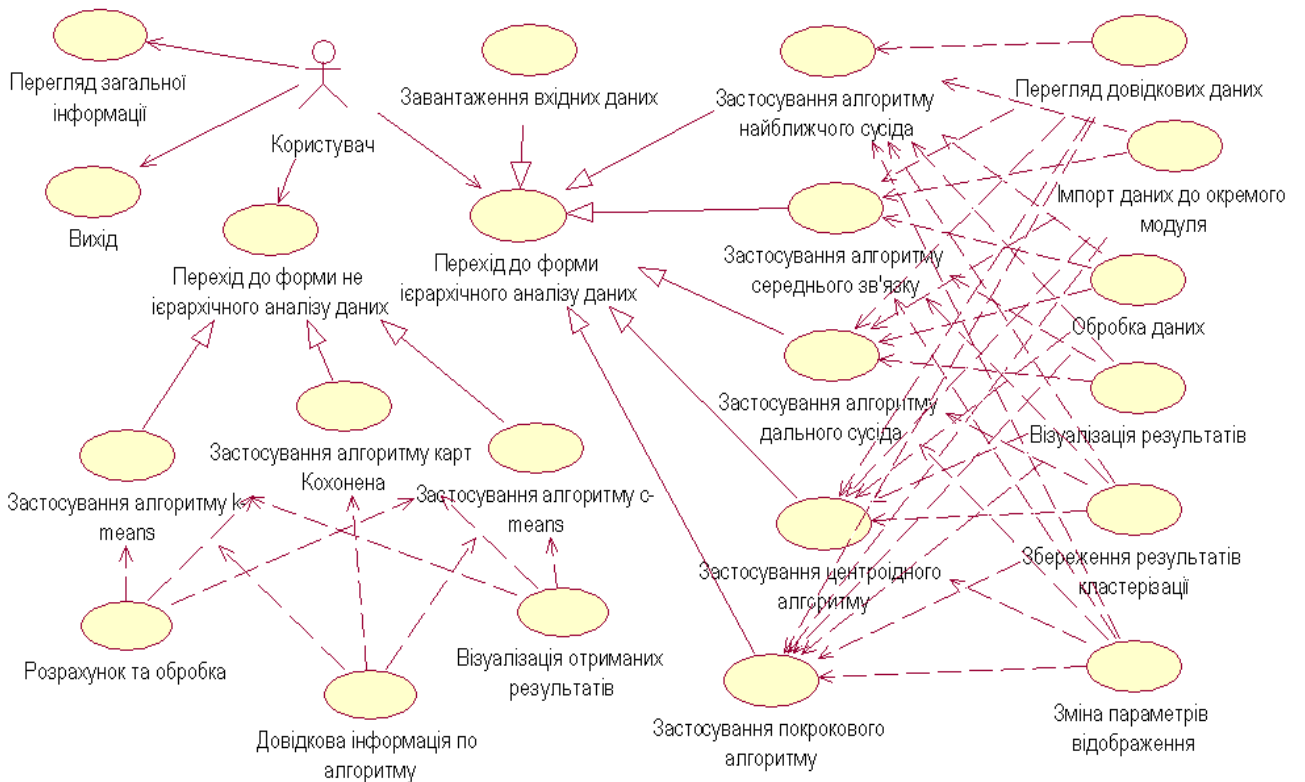 Перегляд загальної
інформації
Вихід
Користувач
Завантаження вхідних даних
Застосування алгоритму
найближчого сусіда
Перегляд довідкових даних
Імпорт даних до окремого
модуля
Перехід до форми не
ієрархічного аналізу даних
Перехід до форми
ієрархічного аналізу даних
Застосування алгоритму
середнього зв'язку
Обробка даних
Застосування алгоритму
дального сусіда
Візуалізація результатів
Застосування алгоритму k-
means
Застосування алгоритму карт
Кохонена
Застосування алгоритму c-
means
Застосування центроідного
алгоритму
Збереження результатів
кластерізації
Розрахунок та обробка
Довідкова інформація по
алгоритму
Візуалізація отриманих
результатів
Застосування покрокового
алгоритму
Зміна параметрів
відображення